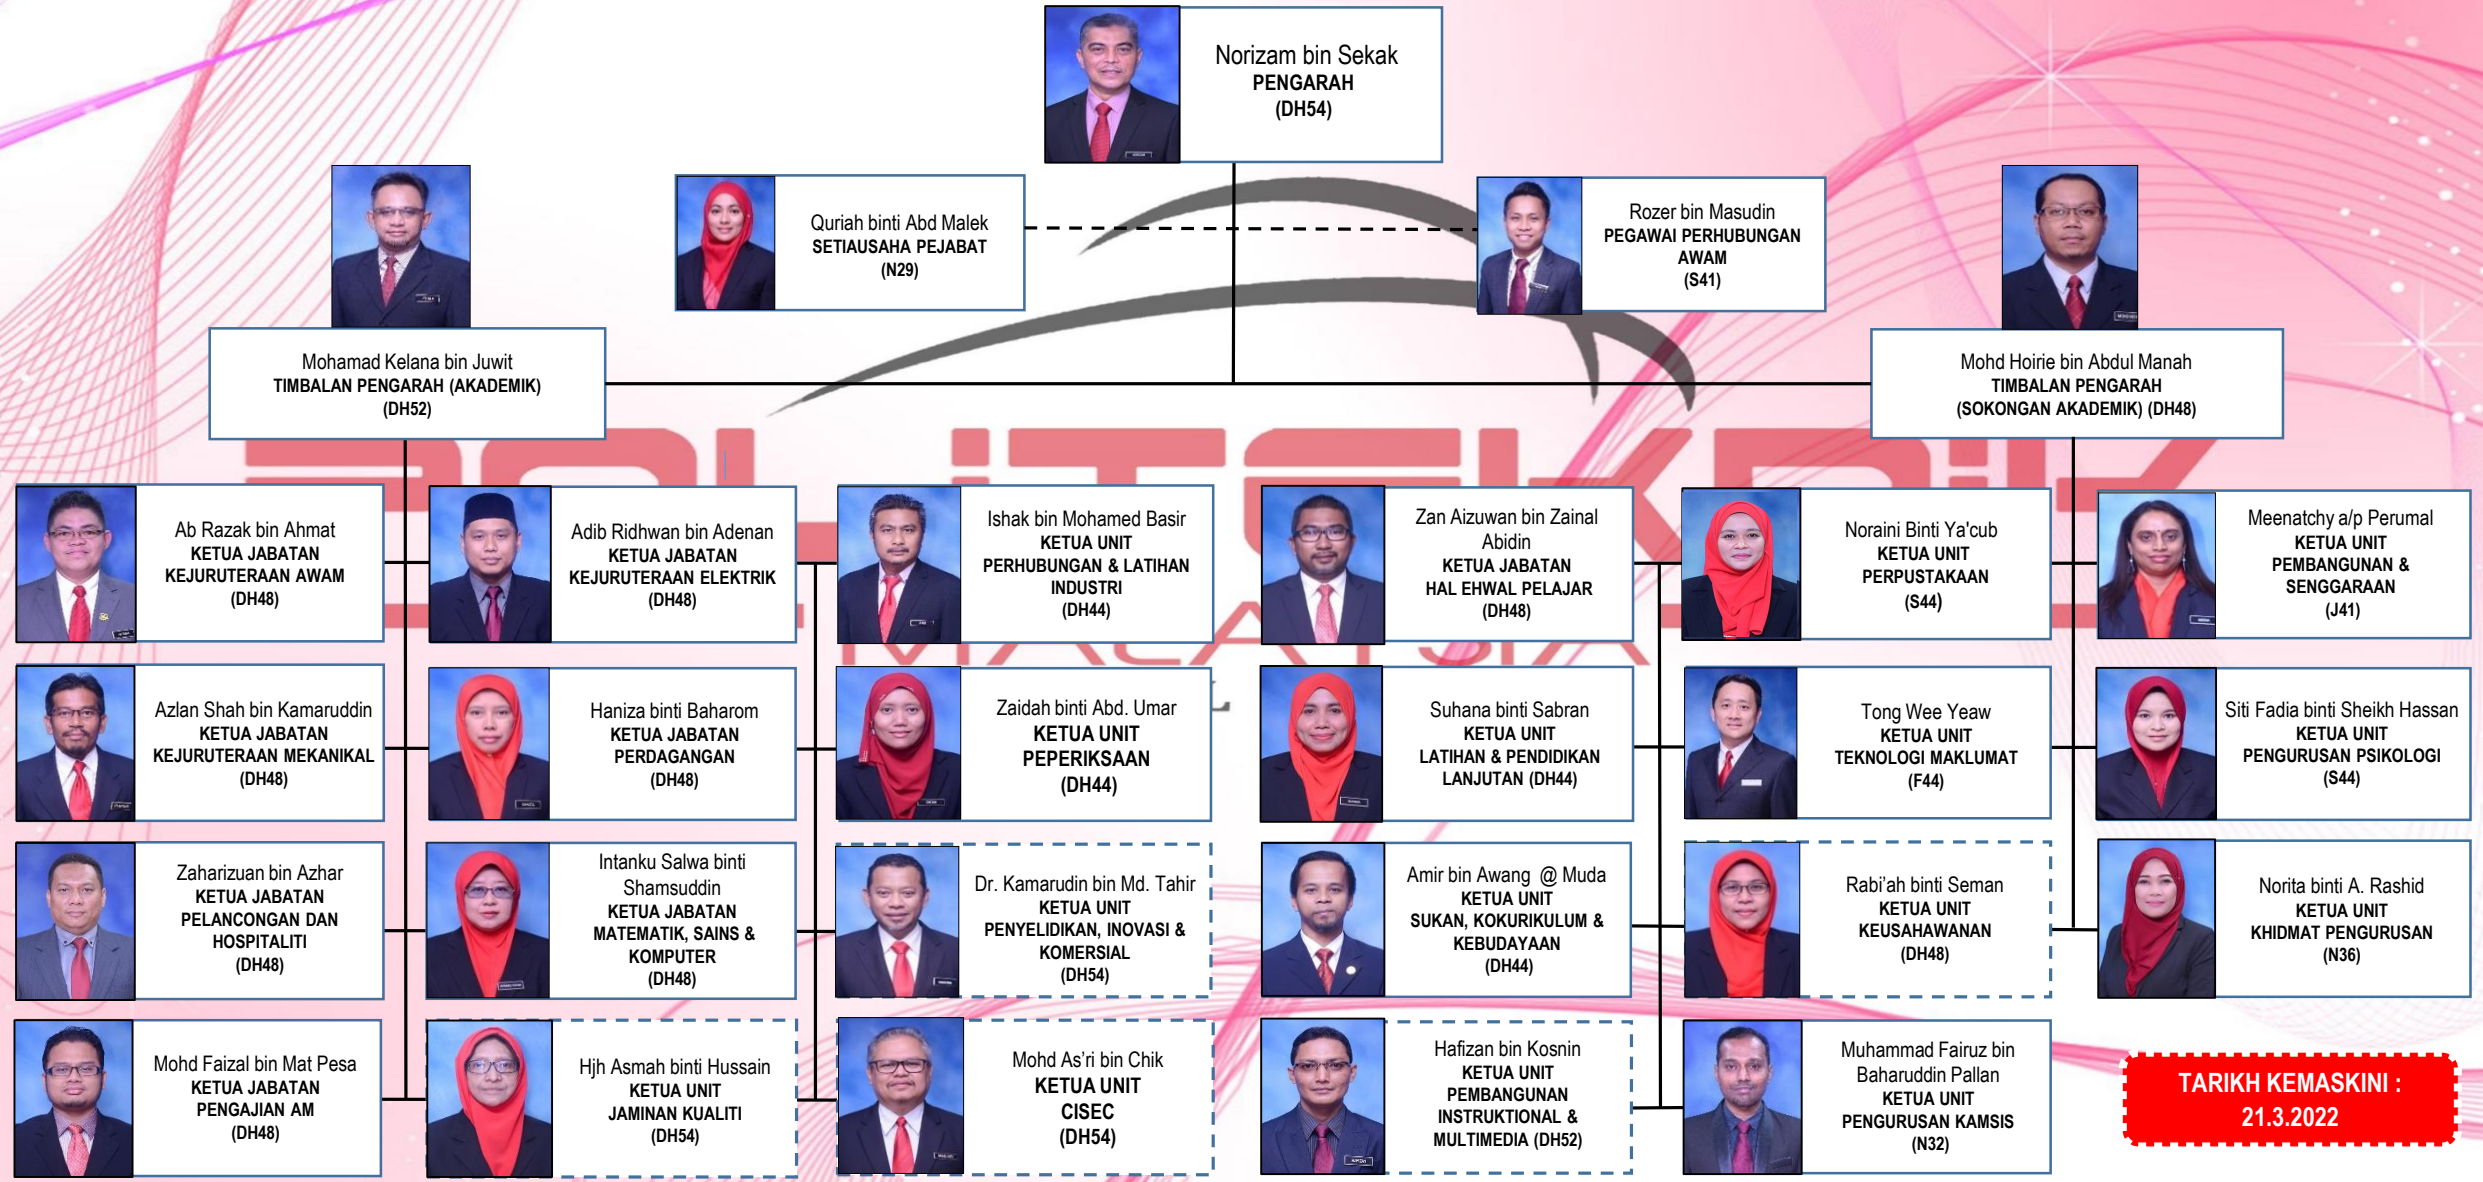 Norizam bin Sekak
PENGARAH
(DH54)
Quriah binti Abd Malek
SETIAUSAHA PEJABAT
(N29)
Rozer bin Masudin
PEGAWAI PERHUBUNGAN
AWAM
(S41)
Mohamad Kelana bin Juwit
TIMBALAN PENGARAH (AKADEMIK)
(DH52)
Mohd Hoirie bin Abdul Manah
TIMBALAN PENGARAH
(SOKONGAN AKADEMIK) (DH48)
POLITEKNIK
MALAYSIA
Ab Razak bin Ahmat
KETUA JABATAN
KEJURUTERAAN AWAM
(DH48)
Adib Ridhwan bin Adenan
KETUA JABATAN
KEJURUTERAAN ELEKTRIK
(DH48)
Ishak bin Mohamed Basir
KETUA UNIT
PERHUBUNGAN & LATIHAN
INDUSTRI
(DH44)
Zan Aizuwan bin Zainal
Abidin
KETUA JABATAN
HAL EHWAL PELAJAR
(DH48)
Noraini Binti Ya'cub
KETUA UNIT
PERPUSTAKAAN
(S44)
Meenatchy a/p Perumal
KETUA UNIT
PEMBANGUNAN &
SENGGARAAN
(J41)
Azlan Shah bin Kamaruddin
KETUA JABATAN
KEJURUTERAAN MEKANIKAL
(DH48)
Haniza binti Baharom
KETUA JABATAN
PERDAGANGAN
(DH48)
Zaidah binti Abd. Umar
KETUA UNIT
PEPERIKSAAN
(DH44)
Suhana binti Sabran
KETUA UNIT
LATIHAN & PENDIDIKAN
LANJUTAN (DH44)
Tong Wee Yeaw
KETUA UNIT
TEKNOLOGI MAKLUMAT
(F44)
Siti Fadia binti Sheikh Hassan
KETUA UNIT
PENGURUSAN PSIKOLOGI
(S44)
Zaharizuan bin Azhar
KETUA JABATAN
PELANCONGAN DAN
HOSPITALITI
(DH48)
Intanku Salwa binti
Shamsuddin
KETUA JABATAN
MATEMATIK, SAINS &
KOMPUTER
(DH48)
Dr. Kamarudin bin Md. Tahir
KETUA UNIT
PENYELIDIKAN, INOVASI &
KOMERSIAL
(DH54)
Amir bin Awang @ Muda
KETUA UNIT
SUKAN, KOKURIKULUM &
KEBUDAYAAN
(DH44)
Rabi'ah binti Seman
KETUA UNIT
KEUSAHAWANAN
(DH48)
Norita binti A. Rashid
KETUA UNIT
KHIDMAT PENGURUSAN
(N36)
Mohd Faizal bin Mat Pesa
KETUA JABATAN
PENGAJIAN AM
(DH48)
Hjh Asmah binti Hussain
KETUA UNIT
JAMINAN KUALITI
(DH54)
Mohd As'ri bin Chik
KETUA UNIT
CISEC
(DH54)
Hafizan bin Kosnin
KETUA UNIT
PEMBANGUNAN
INSTRUKTIONAL &
MULTIMEDIA (DH52)
Muhammad Fairuz bin
Baharuddin Pallan
KETUA UNIT
PENGURUSAN KAMSIS
(N32)
TARIKH KEMASKINI :
21.3.2022